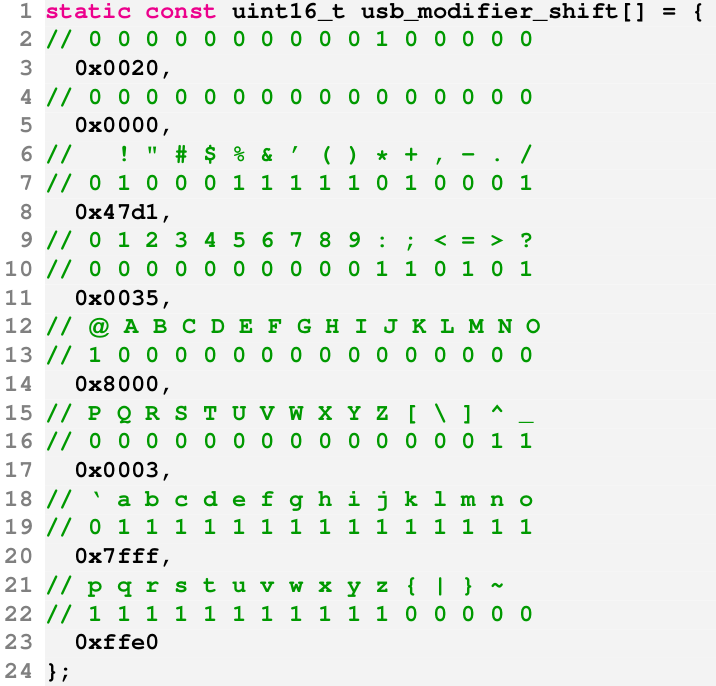 1 static const uint16_t usb_modifier_shift[] = {
2 // 0 0 0 0 0 0 0 0 0 0 1 0 0 0 0 0
3 0x0020,
4 // 0 0 0 0 0 0 0 0 0 0 0 0 0 0 0 0
5 0x0000,
6 //   ! " # $ % & ′ ( ) * + , - . /
7 // 0 1 0 0 0 1 1 1 1 1 0 1 0 0 0 1
8 0x47d1,
9 // 0 1 2 3 4 5 6 7 8 9 : ; < = > ?
10 // 0 0 0 0 0 0 0 0 0 0 1 1 0 1 0 1
11 0x0035,
12 // @ A B C D E F G H I J K L M N O
13 // 1 0 0 0 0 0 0 0 0 0 0 0 0 0 0 0
14 0x8000,
15 // P Q R S T U V W X Y Z [ \ ] ^ _
16 // 0 0 0 0 0 0 0 0 0 0 0 0 0 0 1 1
17 0x0003,
18 // ` a b c d e f g h i j k l m n o
19 // 0 1 1 1 1 1 1 1 1 1 1 1 1 1 1 1
20 0x7fff,
21 // p q r s t u v w x y z { | } ~
22 // 1 1 1 1 1 1 1 1 1 1 1 0 0 0 0 0
23 0xffe0
24 };